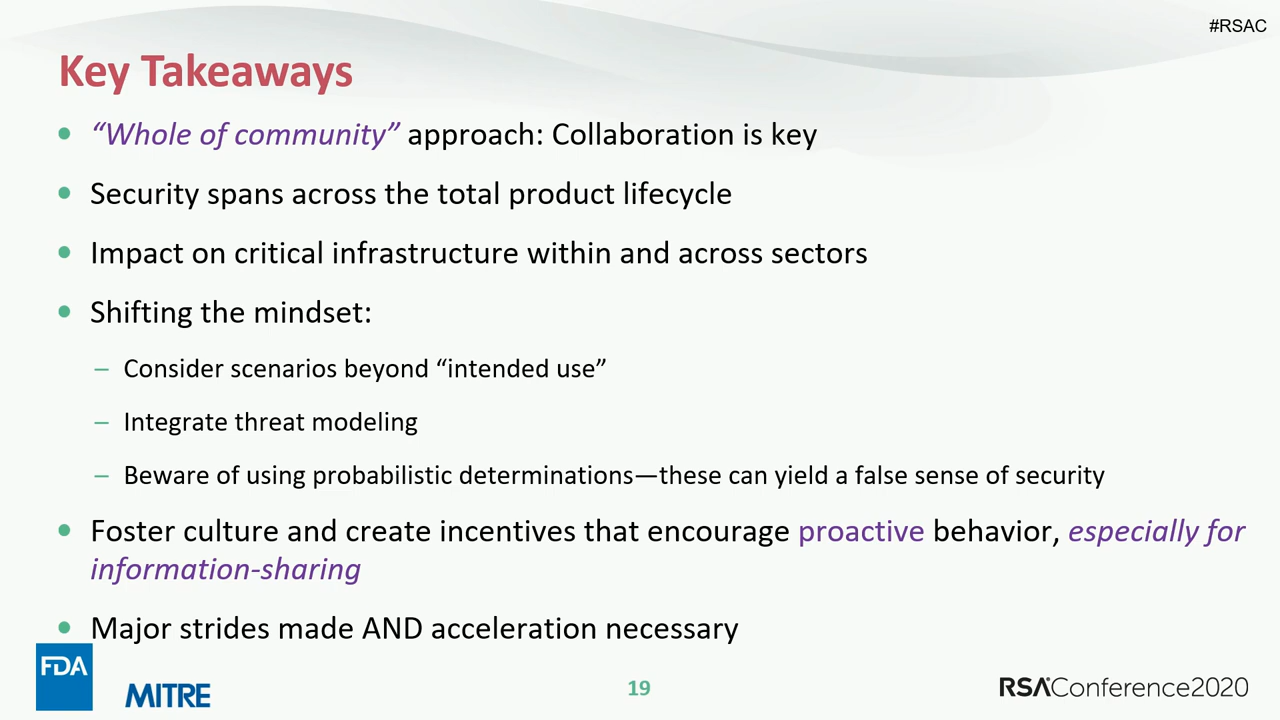 #RSAC
Key Takeaways
• “Whole of community” approach: Collaboration is key
• Security spans across the total product lifecycle
• Impact on critical infrastructure within and across sectors
• Shifting the mindset:
– Consider scenarios beyond “intended use”
– Integrate threat modeling
– Beware of using probabilistic determinations—these can yield a false sense of security
• Foster culture and create incentives that encourage proactive behavior, especially for
information-sharing
• Major strides made AND acceleration necessary
FDA
MITRE
19
RSAConference2020